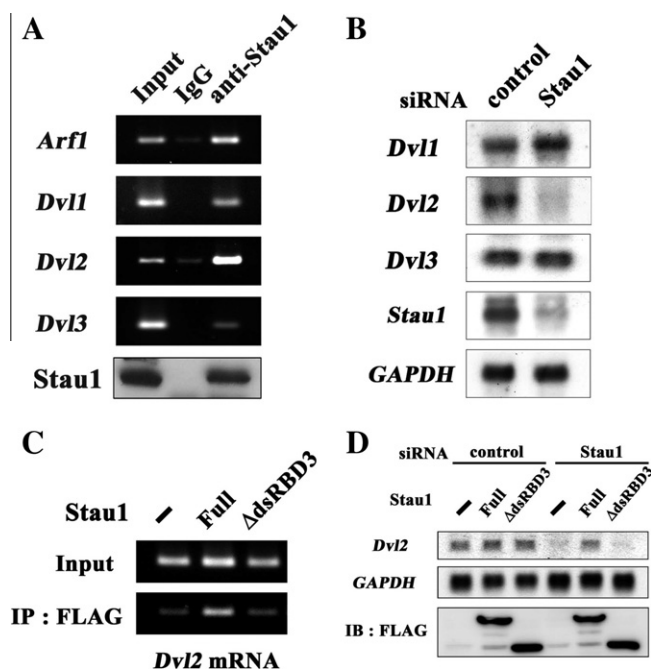 A
Input IgG anti-Stau1
Arf1
Dvl1
Dvl2
Dvl3
Stau1
B
siRNA control Stau1
Dvl1
Dvl2
Dvl3
Stau1
GAPDH
C
Stau1 – Full ΔdsRBD3
Input
IP : FLAG
Dvl2 mRNA
D
siRNA control Stau1
Stau1 – Full ΔdsRBD3 – Full ΔdsRBD3
Dvl2
GAPDH
IB : FLAG